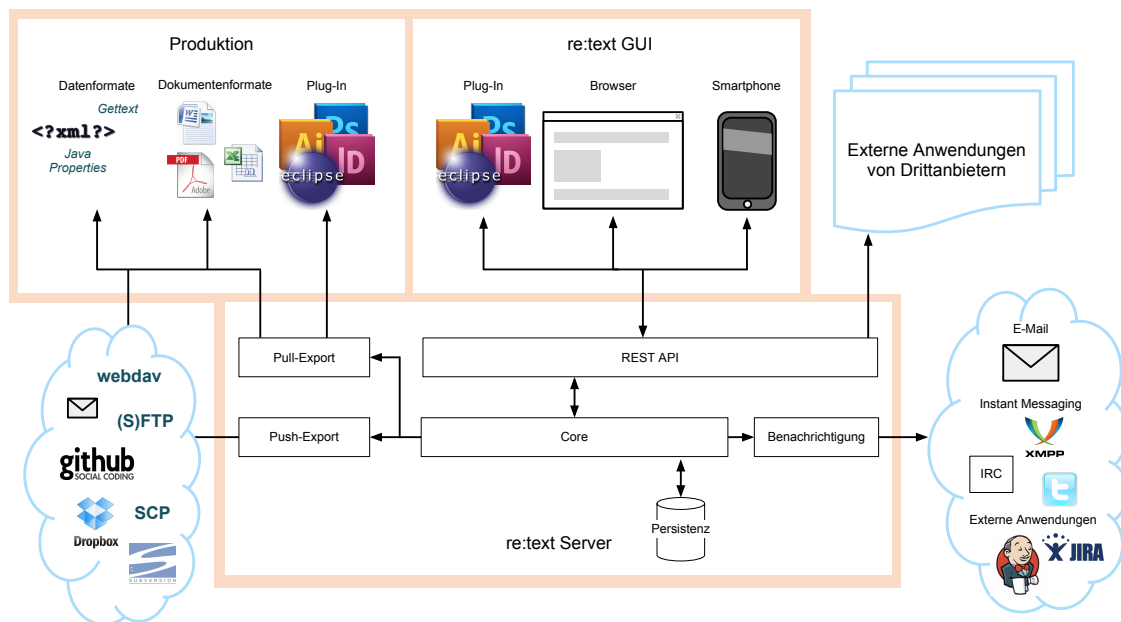 Produktion
Datenformate
Dokumentenformate
Plug-In
Gettext
<?xml?>
Java
Properties
W
PDF
Adobe
X
Ps
Ai
ID
eclipse
re:text GUI
Plug-In
Browser
Smartphone
Ps
Ai
ID
eclipse
X
Externe Anwendungen
von Drittanbietern
Pull-Export
REST API
Push-Export
Core
Benachrichtigung
Persistenz
re:text Server
webdav
(S)FTP
github
SOCIAL CODING
SCP
Dropbox
SUBVERSION
E-Mail
Instant Messaging
XMPP
IRC
t
Externe Anwendungen
JIRA